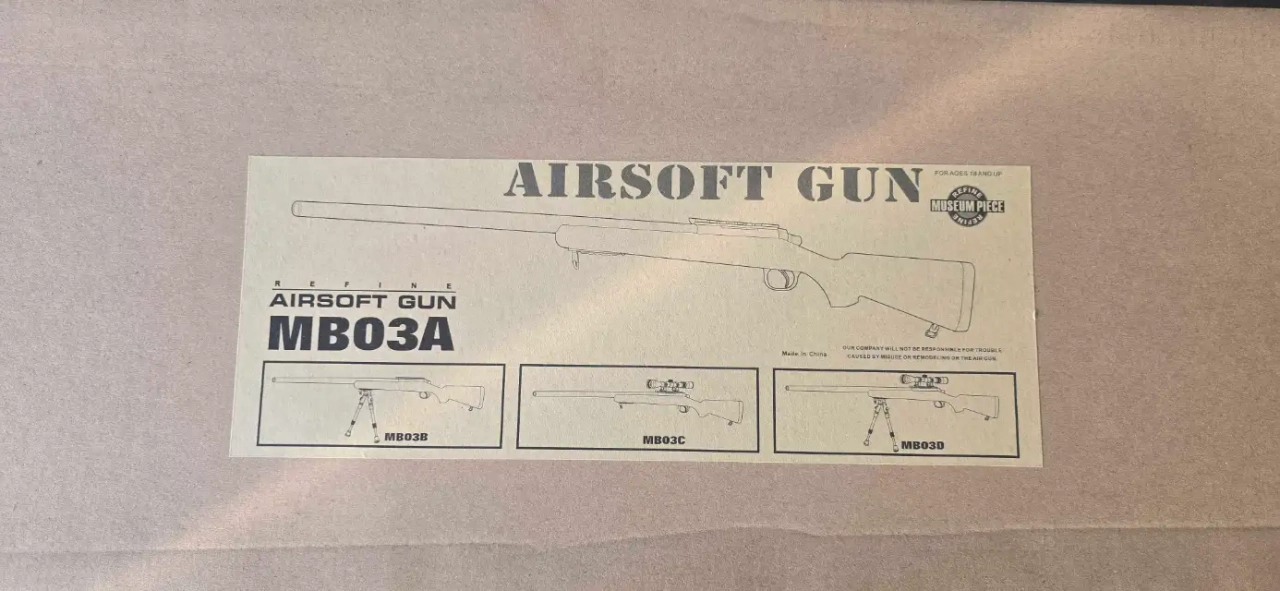 AIRSOFT GUN
FOR AGES 18 AND UP
REFINE
MUSEUM PIECE
REFINE
REFINE
AIRSOFT GUN
MB03A
Made in China
OUR COMPANY WILL NOT BE RESPONSIBLE FOR TROUBLE
CAUSED BY MISUSE OR REMODELING ON THE AIR GUN.
MB03B
MB03C
MB03D